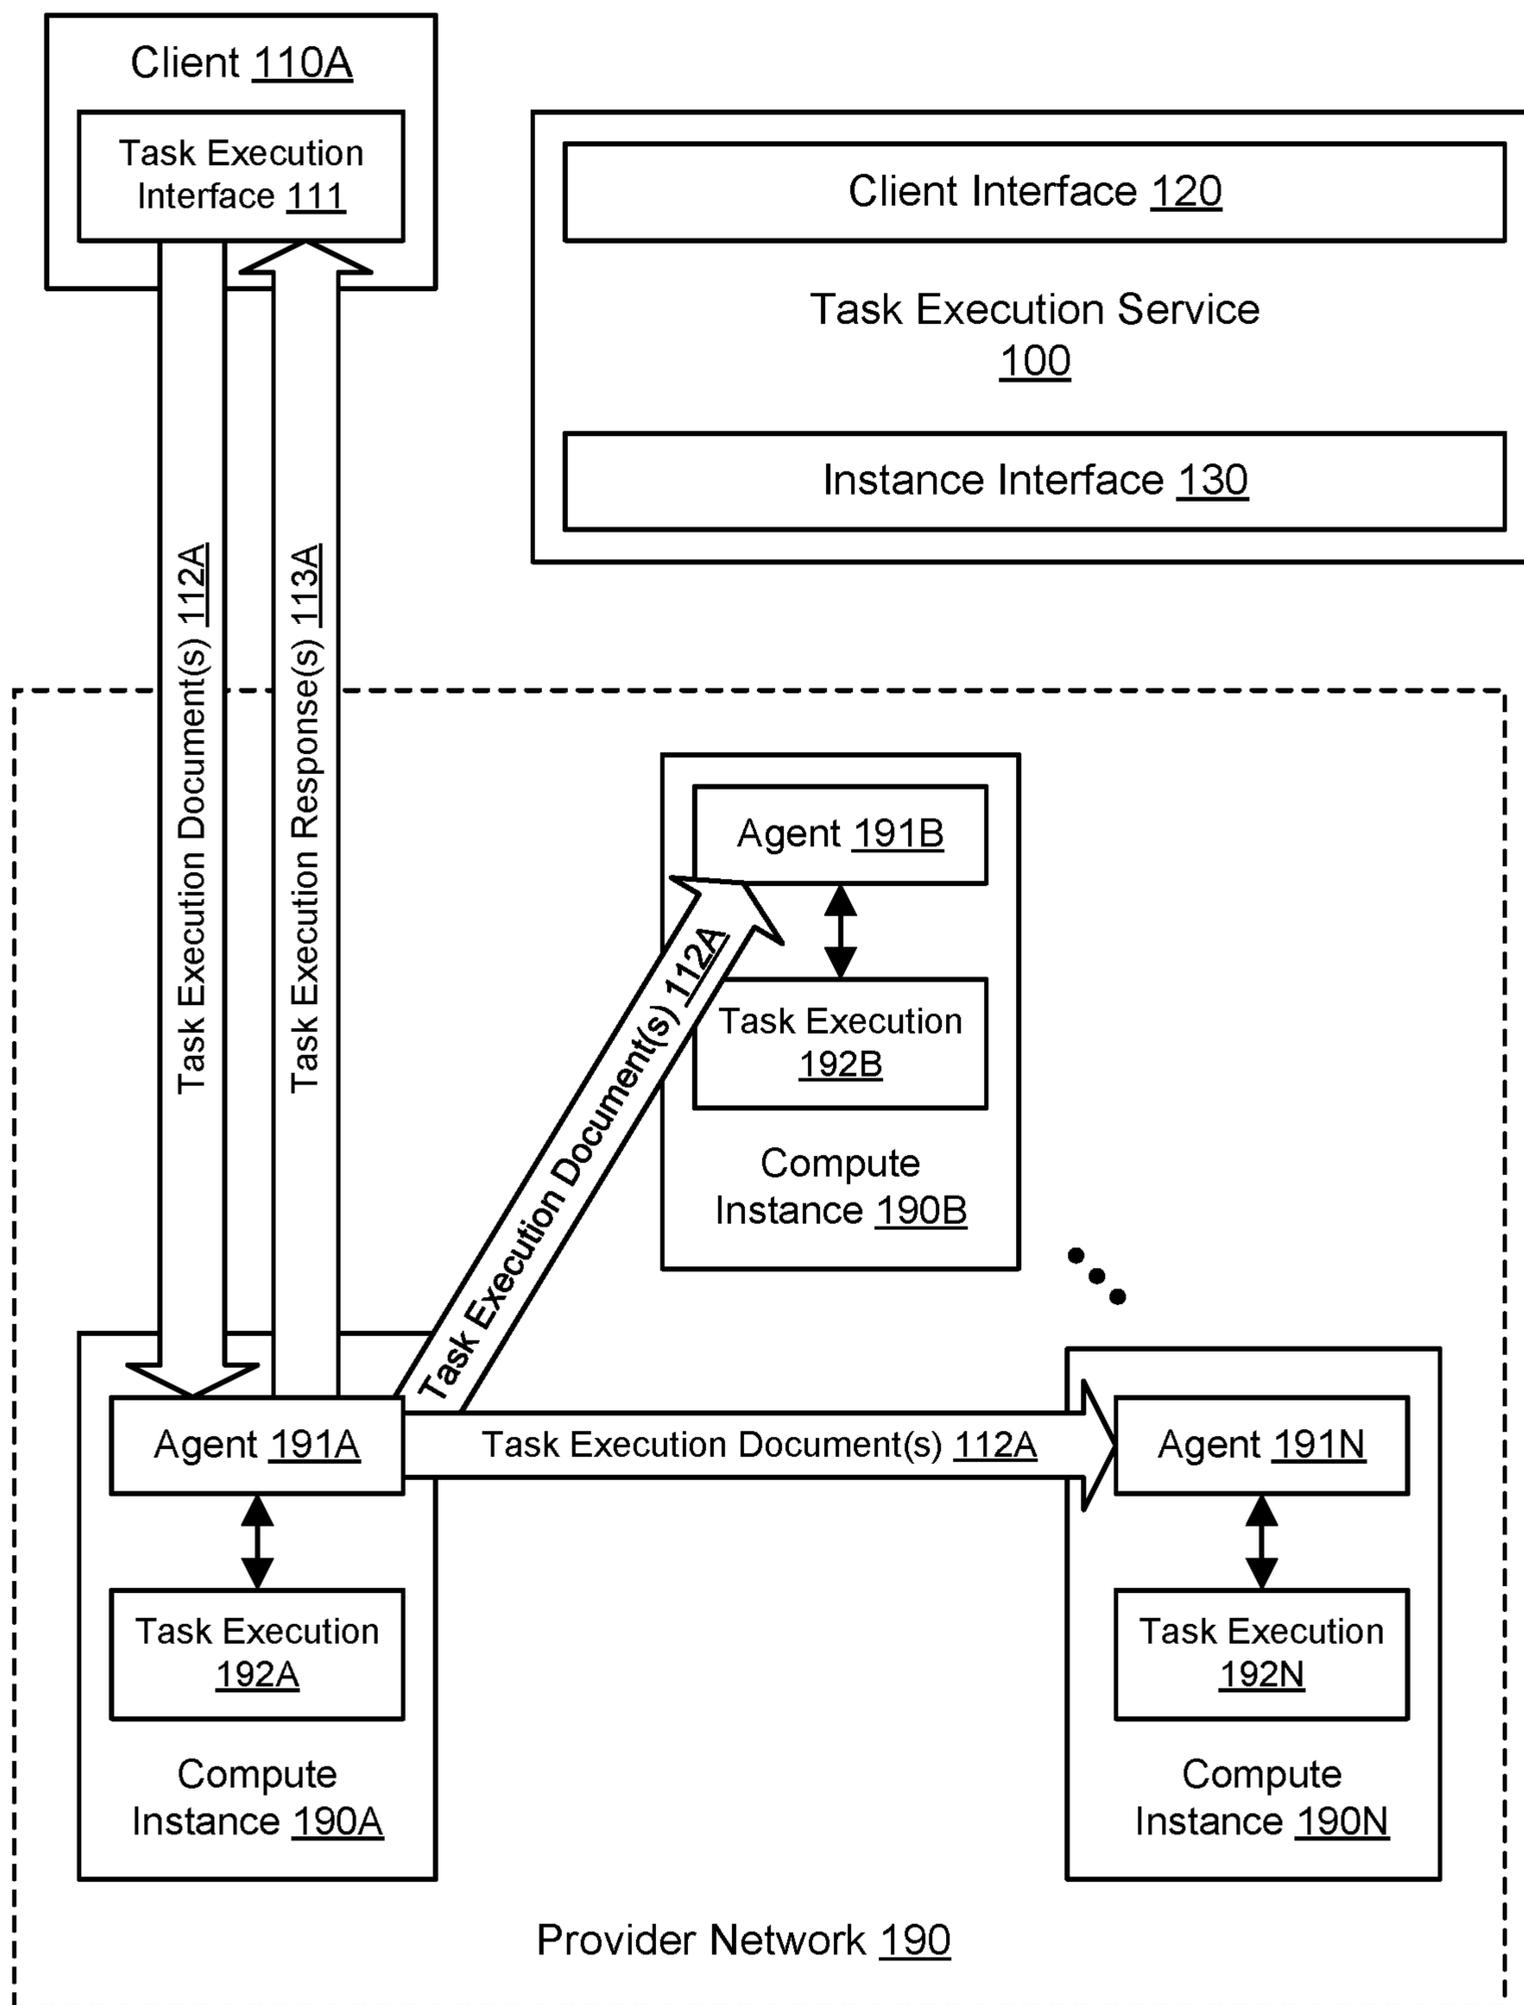 Client 110A
Task Execution
Interface 111
Client Interface 120
Task Execution Service
100
Instance Interface 130
Task Execution Document(s) 112A
Task Execution Response(s) 113A
Agent 191B
Task Execution
192B
Compute
Instance 190B
Task Execution Document(s) 112A
Agent 191A
Task Execution Document(s) 112A
Agent 191N
Task Execution
192A
Task Execution
192N
Compute
Instance 190A
Compute
Instance 190N
Provider Network 190